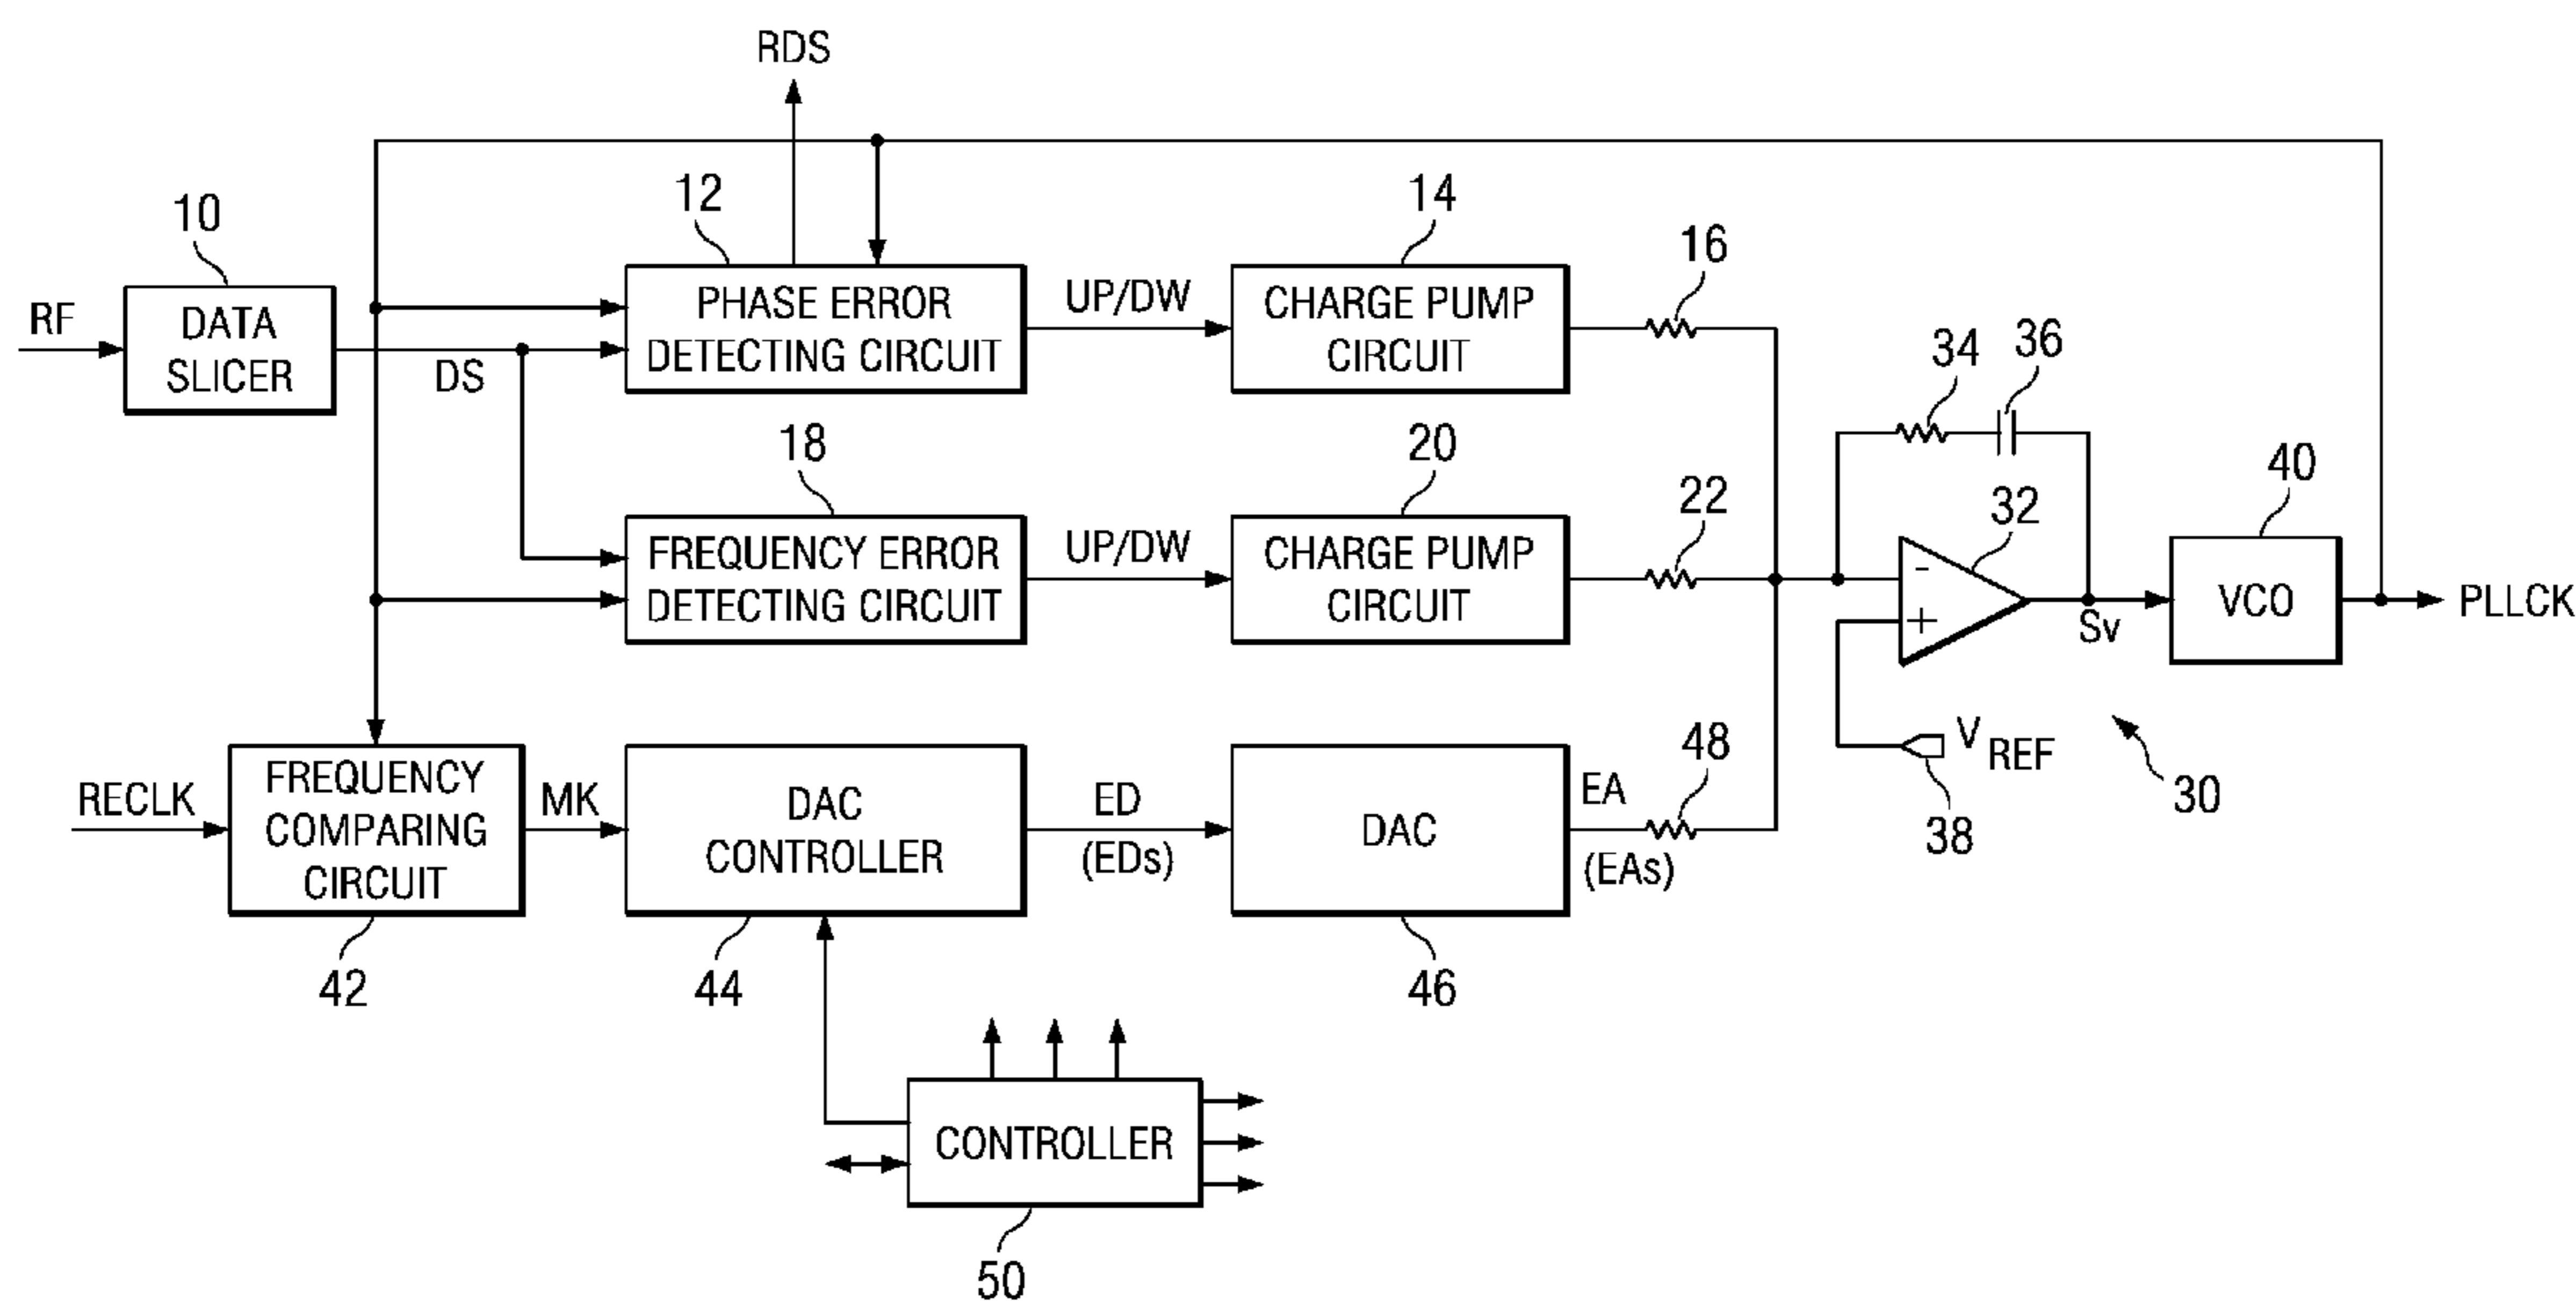 RDS
10
12
14
16
RF
DATA
SLICER
DS
PHASE ERROR
DETECTING CIRCUIT
UP/DW
CHARGE PUMP
CIRCUIT
34
36
18
20
22
32
40
FREQUENCY ERROR
DETECTING CIRCUIT
UP/DW
CHARGE PUMP
CIRCUIT
-
+
Sv
VCO
PLLCK
RECLK
FREQUENCY
COMPARING
CIRCUIT
MK
DAC
CONTROLLER
ED
(EDs)
DAC
EA
(EAs)
48
VREF
38
30
42
44
46
CONTROLLER
50